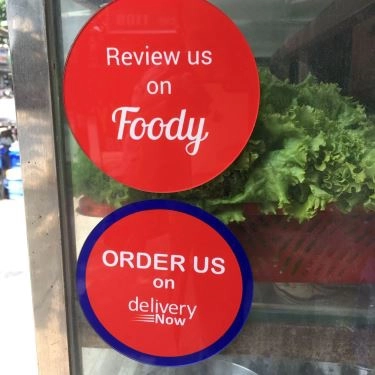 Review us
on
Foody
ORDER US
on
delivery
Now